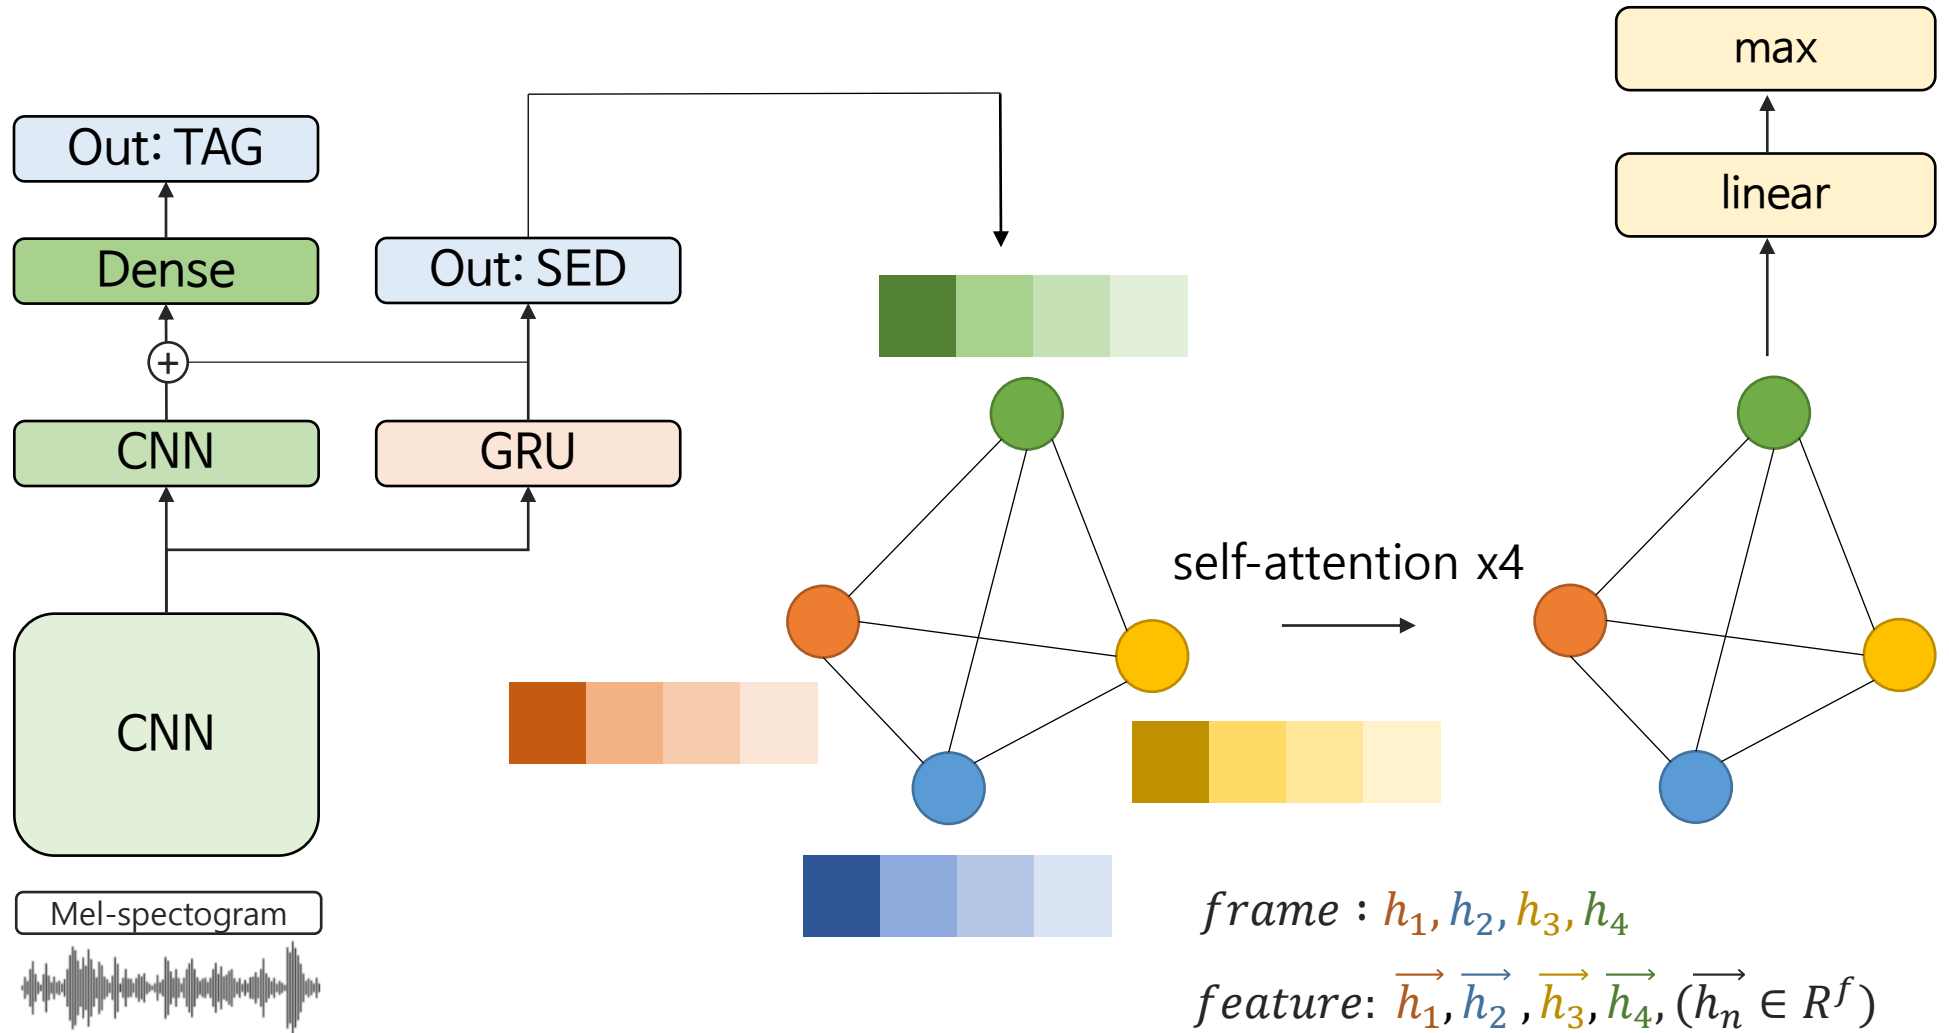 max
linear
Out: TAG
Dense
Out: SED
+
CNN
GRU
self-attention x4
CNN
Mel-spectogram
frame : h₁, h₂, h₃, h₄
feature: h₁⃗, h₂⃗ , h₃⃗, h₄⃗, (hₙ⃗ ∈ Rᶠ)